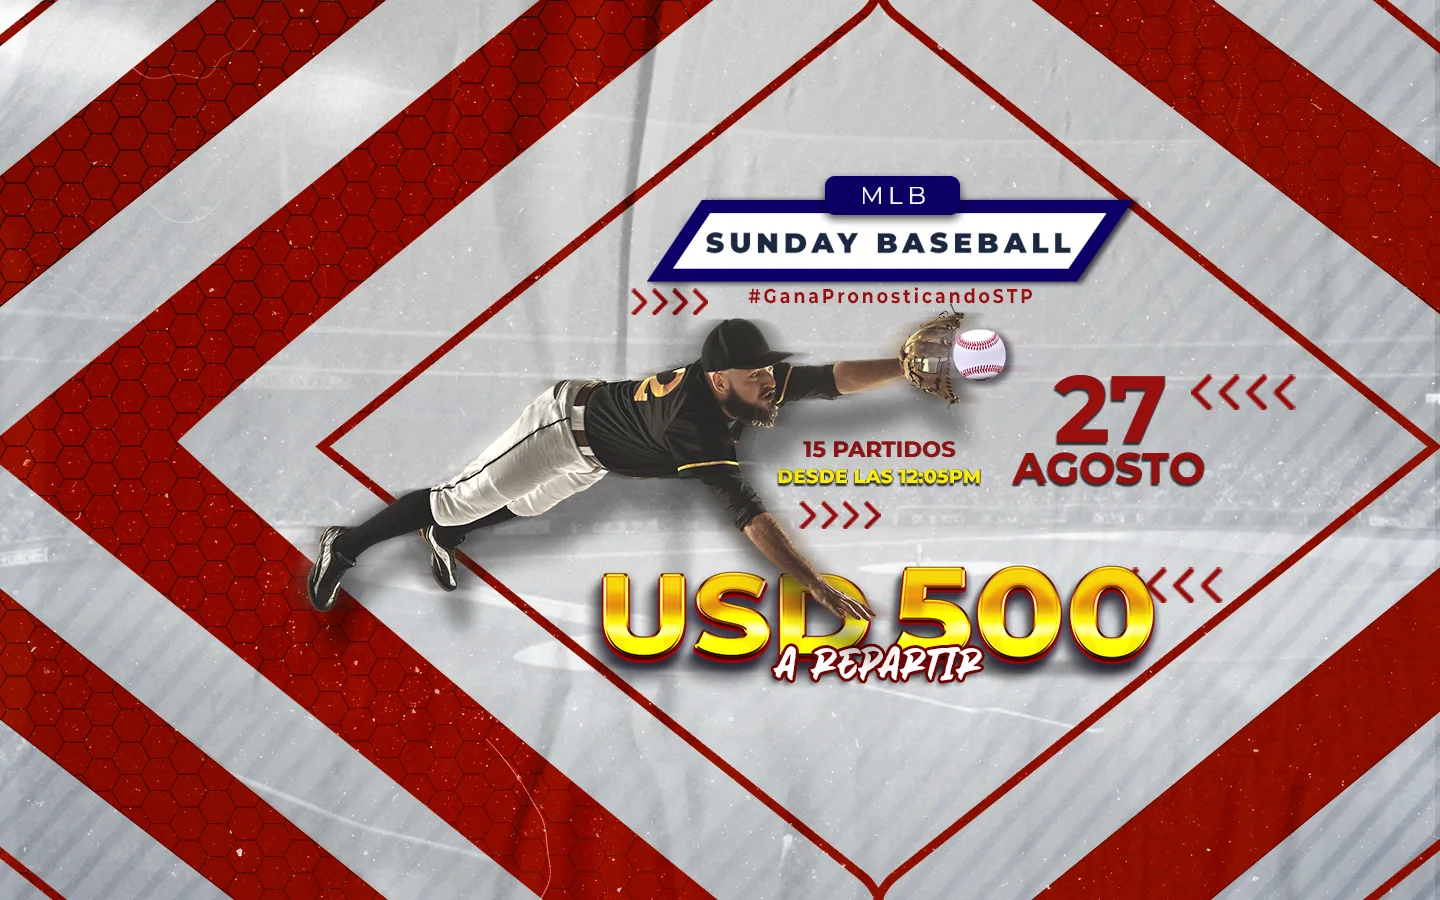 MLB
SUNDAY BASEBALL
#GanaPronosticandoSTP
27
AGOSTO
15 PARTIDOS
DESDE LAS 12:05PM
USD 500
A REPARTIR